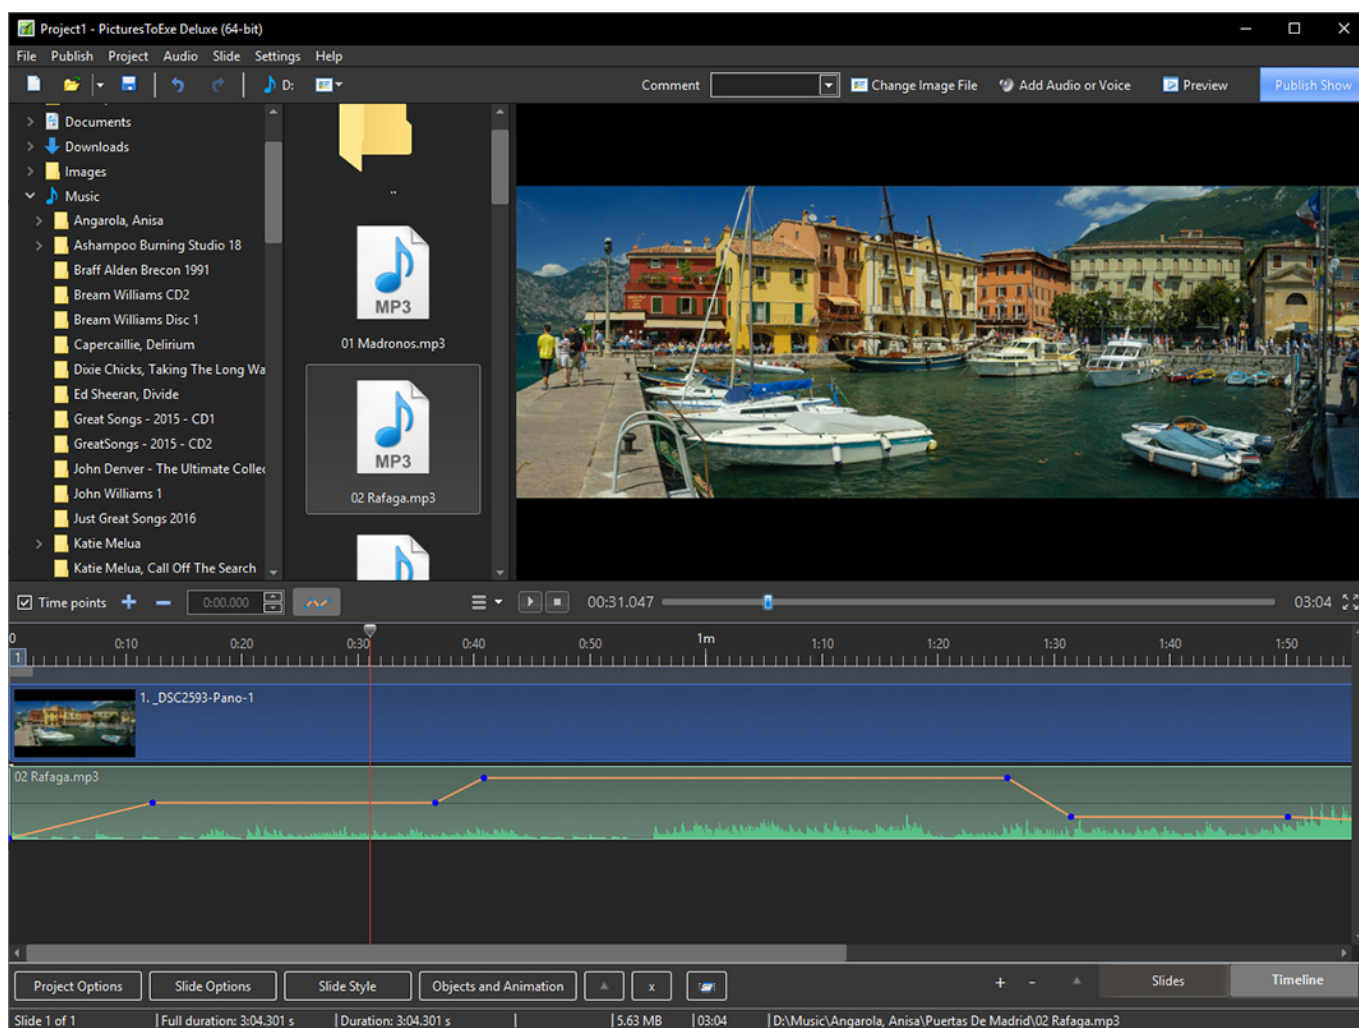 Project1 - PicturesToExe Deluxe (64-bit)
File Publish Project Audio Slide Settings Help
D: Comment Change Image File Add Audio or Voice Preview Publish Show
Documents
Downloads
Images
Music
Angarola, Anisa
Ashampoo Burning Studio 18
Braff Alden Brecon 1991
Bream Williams CD2
Bream Williams Disc 1
Capercaillie, Delirium
Dixie Chicks, Taking The Long Wa
Ed Sheeran, Divide
Great Songs - 2015 - CD1
GreatSongs - 2015 - CD2
John Denver - The Ultimate Collec
John Williams 1
Just Great Songs 2016
Katie Melua
Katie Melua, Call Off The Search
..
MP3
01 Madronos.mp3
MP3
02 Rafaga.mp3
Time points 0:00.000 00:31.047 03:04
0 0:10 0:20 0:30 0:40 0:50 1m 1:10 1:20 1:30 1:40 1:50
1
1. _DSC2593-Pano-1
02 Rafaga.mp3
Project Options Slide Options Slide Style Objects and Animation x + - Slides Timeline
Slide 1 of 1 Full duration: 3:04.301 s Duration: 3:04.301 s 5.63 MB 03:04 D:\Music\Angarola, Anisa\Puertas De Madrid\02 Rafaga.mp3